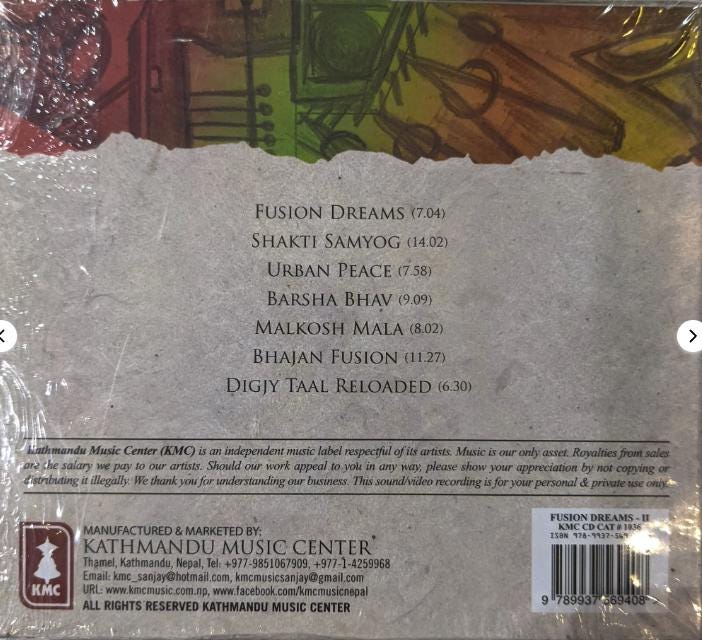 FUSION DREAMS (7.04)
SHAKTI SAMYOG (14.02)
URBAN PEACE (7.58)
BARSHA BHAV (9.09)
MALKOSH MALA (8.02)
BHAJAN FUSION (11.27)
DIGJY TAAL RELOADED (6.30)
Kathmandu Music Center (KMC) is an independent music label respectful of its artists. Music is our only asset. Royalties from sales
are the salary we pay to our artists. Should our work appeal to you in any way, please show your appreciation by not copying or
distributing it illegally. We thank you for understanding our business. This sound/video recording is for your personal & private use only.
KMC
MANUFACTURED & MARKETED BY:
KATHMANDU MUSIC CENTER
Thamel, Kathmandu, Nepal, Tel: +977-9851067909, +977-1-4259968
Email: kmc_sanjay@hotmail.com, kmcmusicsanjay@gmail.com
URL: www.kmcmusic.com.np, www.facebook.com/kmcmusicnepal
ALL RIGHTS RESERVED KATHMANDU MUSIC CENTER
FUSION DREAMS - II
KMC CD CAT # 1036
ISBN 978-9937-569
9 789937 569408 >